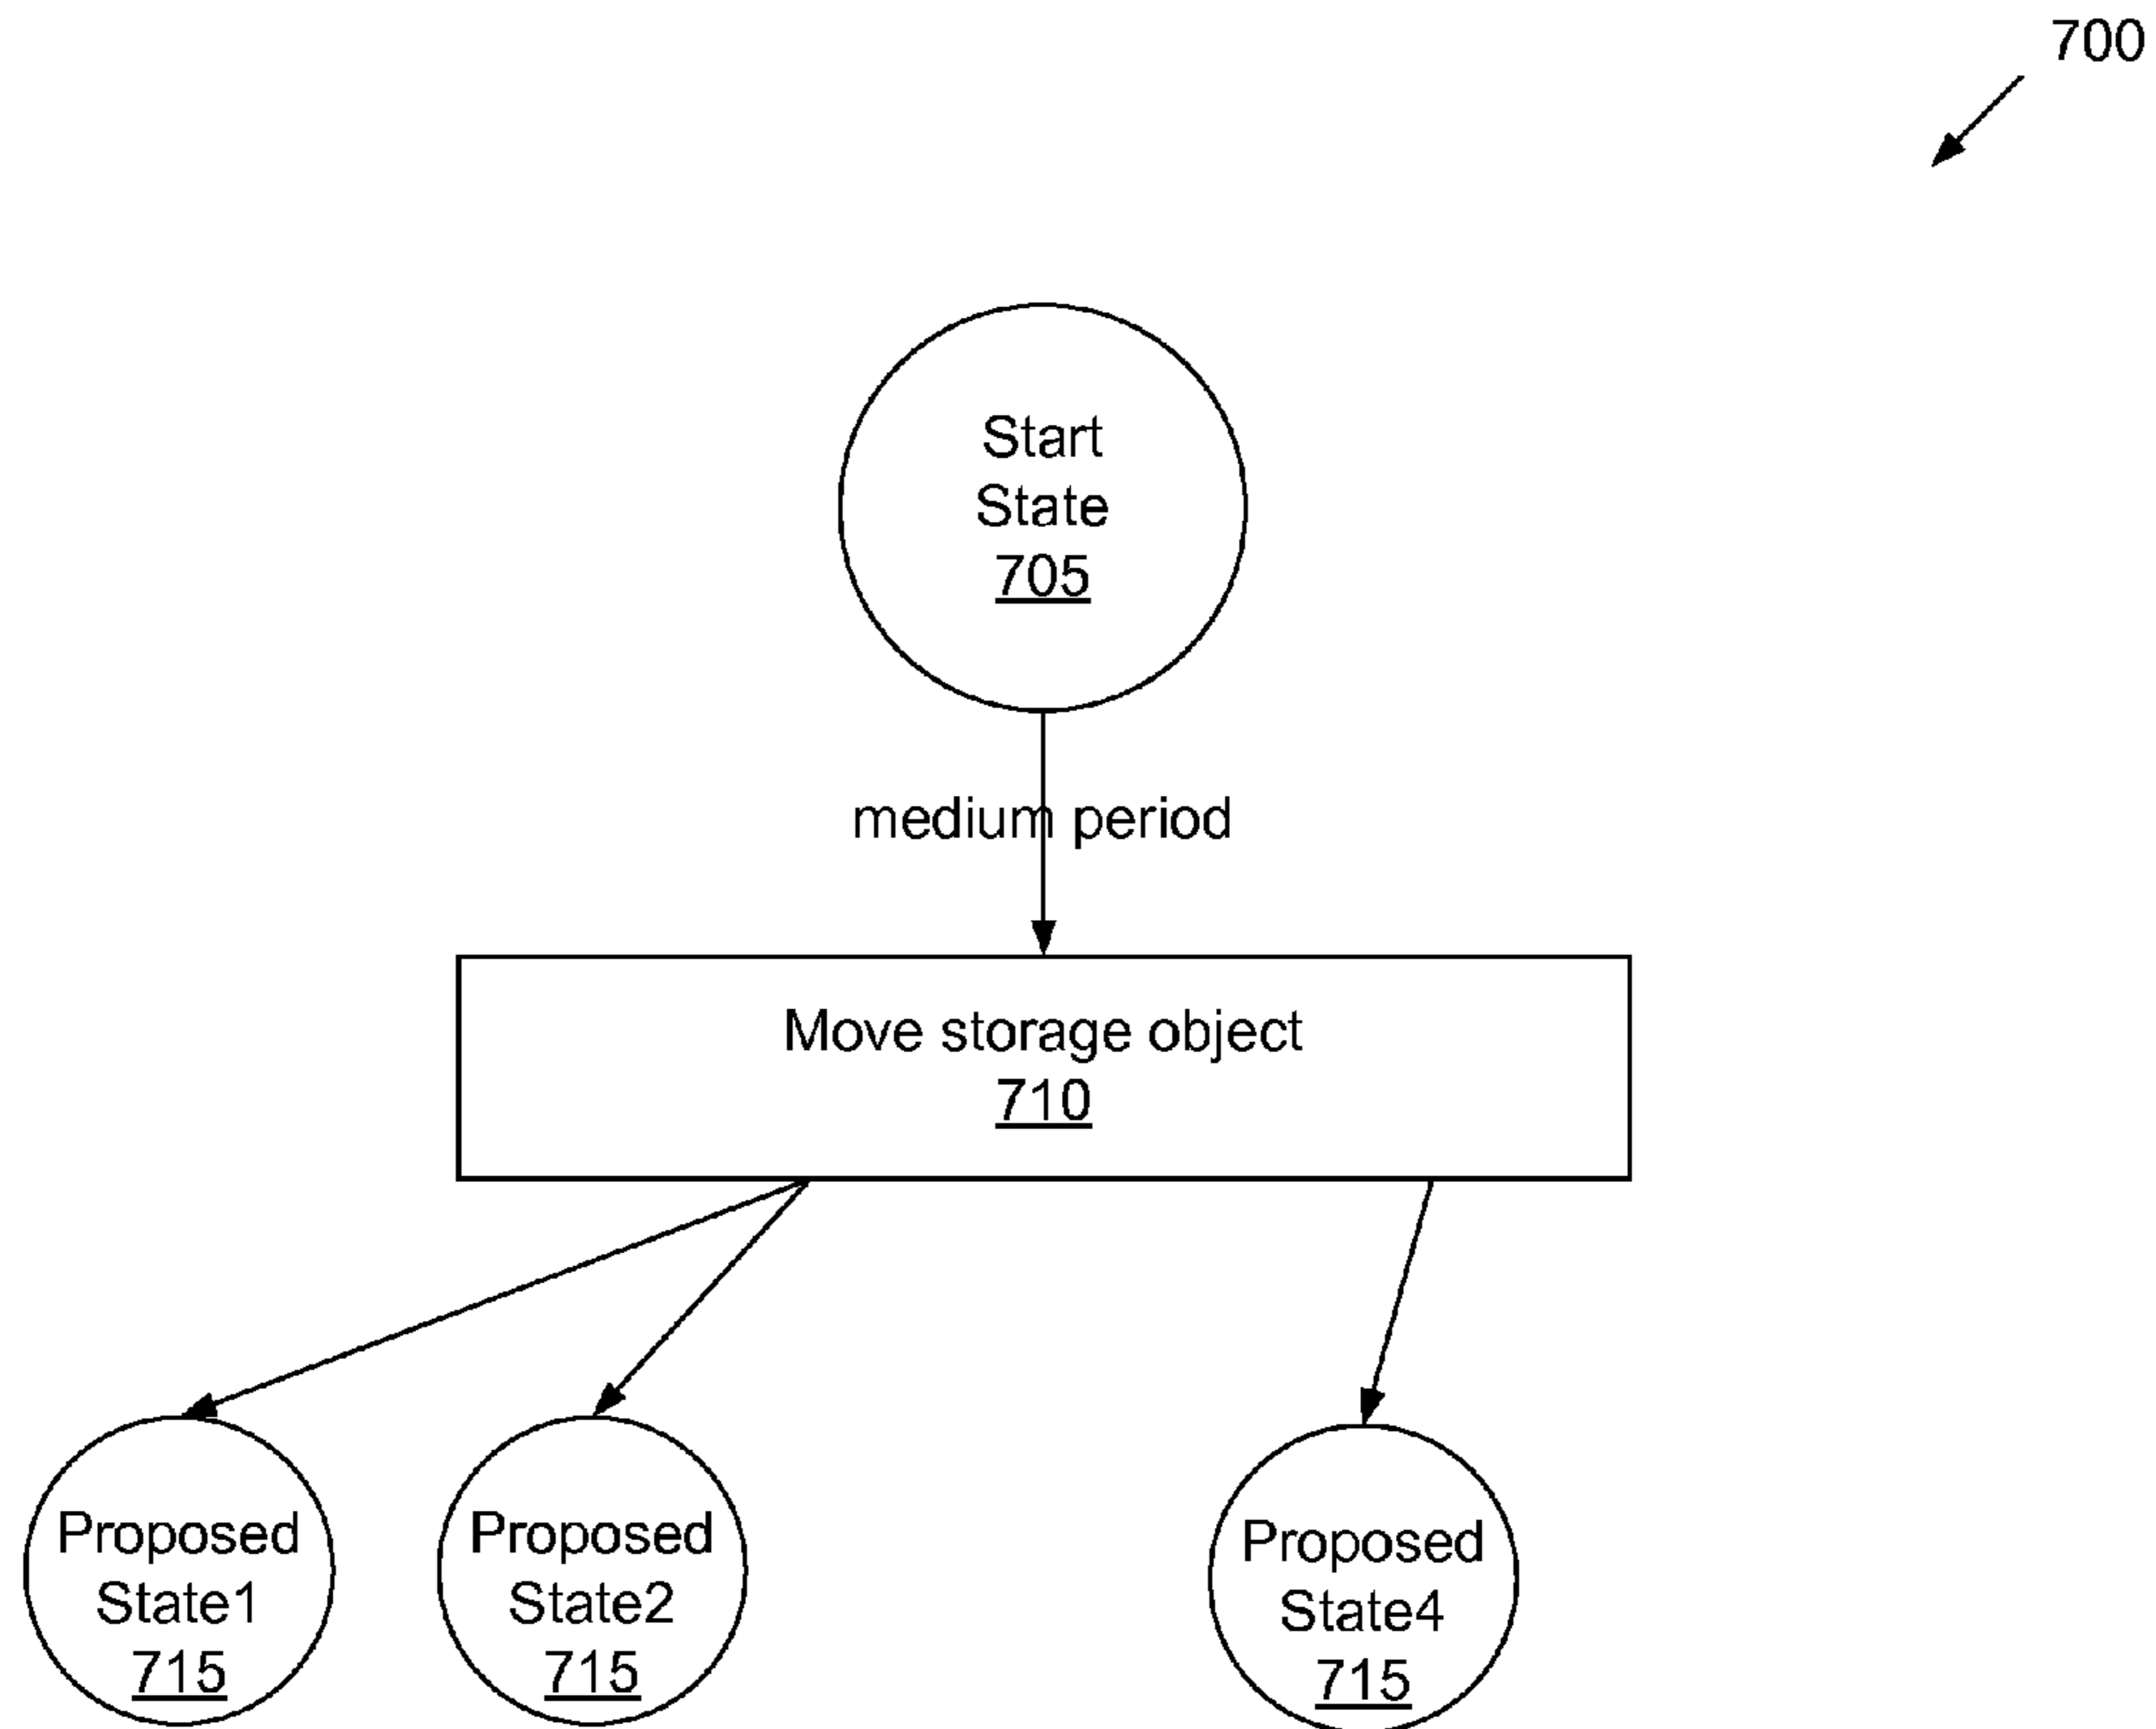 700
Start
State
705
medium period
Move storage object
710
Proposed
State1
715
Proposed
State2
715
Proposed
State4
715